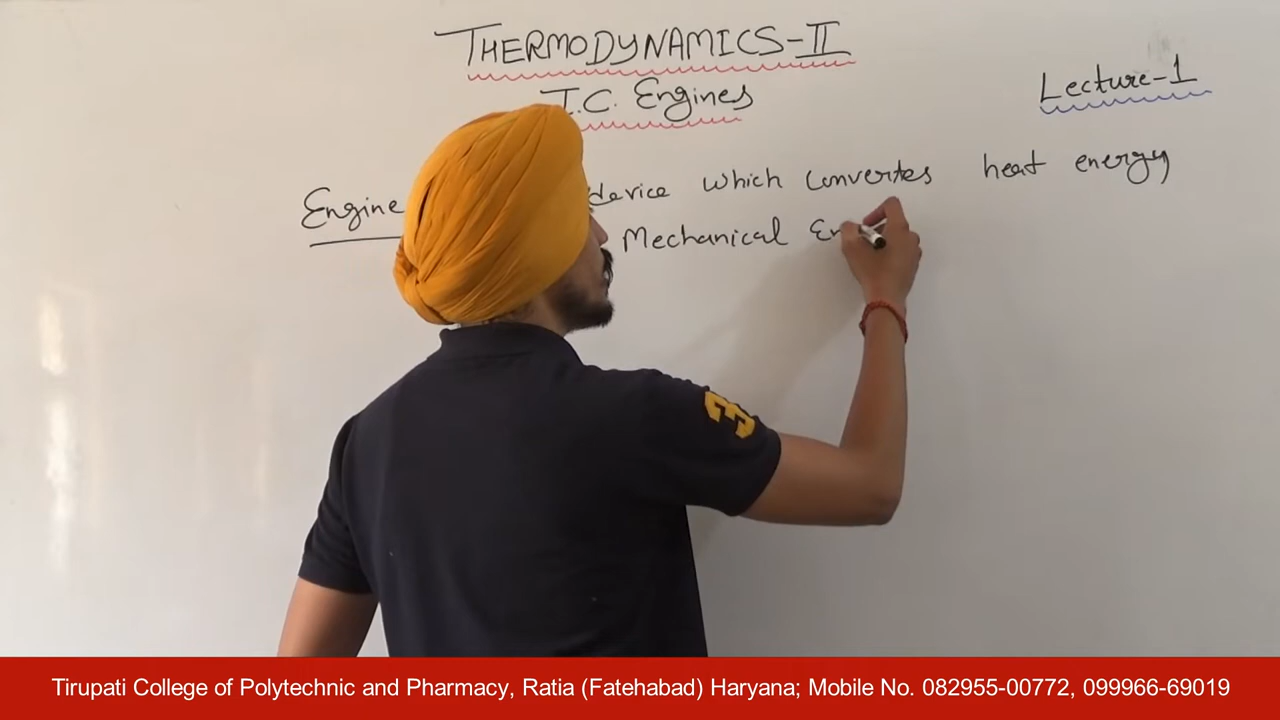 THERMODYNAMICS-II
I.C. Engines
Lecture-1
Engine device which convertes heat energy
Mechanical En
Tirupati College of Polytechnic and Pharmacy, Ratia (Fatehabad) Haryana; Mobile No. 082955-00772, 099966-69019